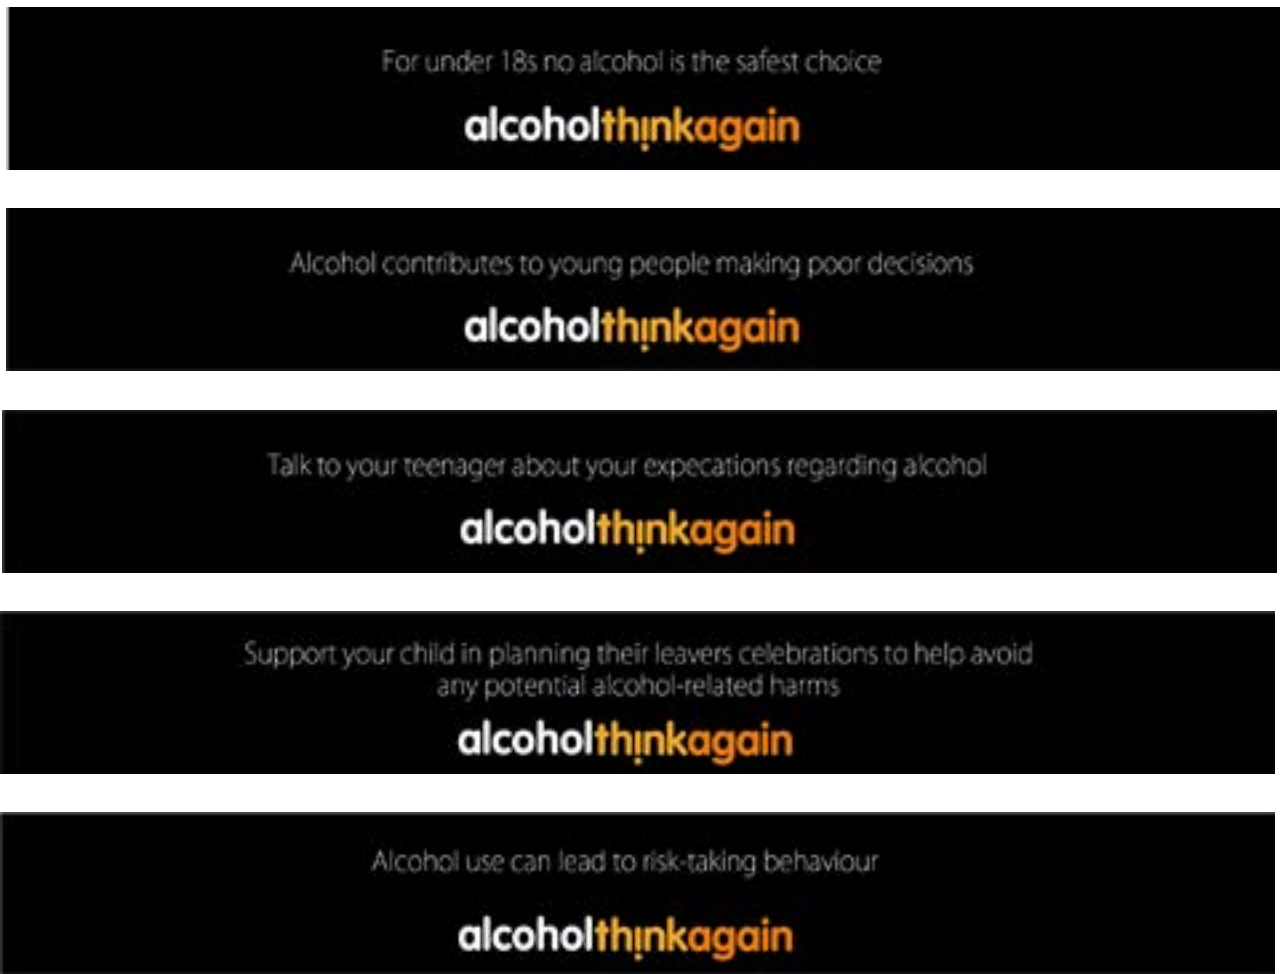 For under 18s no alcohol is the safest choice
alcoholthinkagain
Alcohol contributes to young people making poor decisions
alcoholthinkagain
Talk to your teenager about your expecations regarding alcohol
alcoholthinkagain
Support your child in planning their leavers celebrations to help avoid
any potential alcohol-related harms
alcoholthinkagain
Alcohol use can lead to risk-taking behaviour
alcoholthinkagain